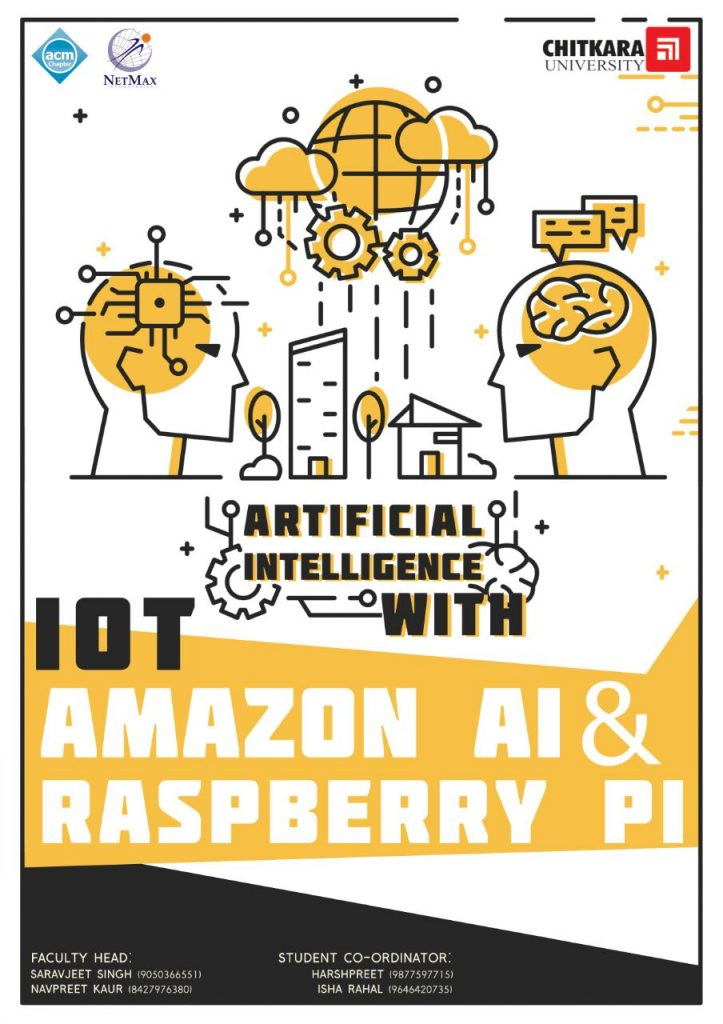 acm
Chapter
NETMAX
CHITKARA
UNIVERSITY
ARTIFICIAL
INTELLIGENCE
WITH
IOT
AMAZON AI &
RASPBERRY PI
FACULTY HEAD:
SARAVJEET SINGH (9050366551)
NAVPREET KAUR (8427976380)
STUDENT CO-ORDINATOR:
HARSHPREET (9877597715)
ISHA RAHAL (9646420735)